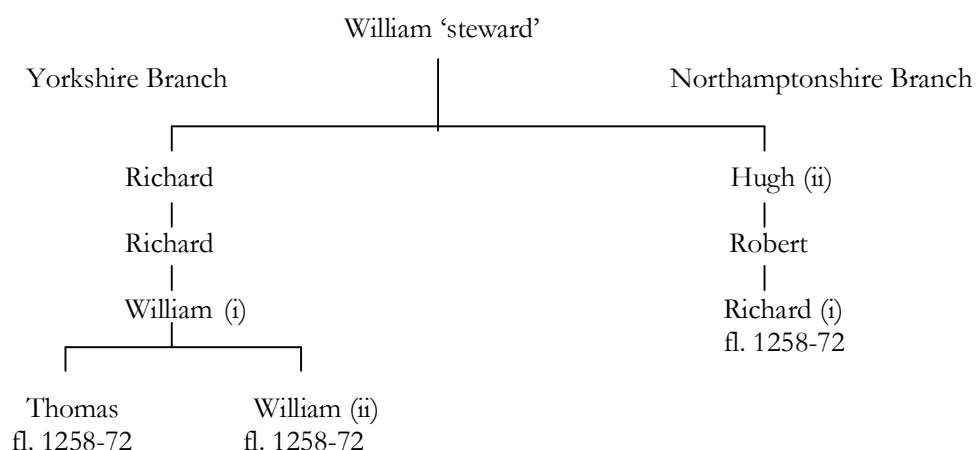 William ‘steward’
Yorkshire Branch
Northamptonshire Branch
Richard
Hugh (ii)
Richard
Robert
William (i)
Richard (i)
fl. 1258-72
Thomas
William (ii)
fl. 1258-72
fl. 1258-72